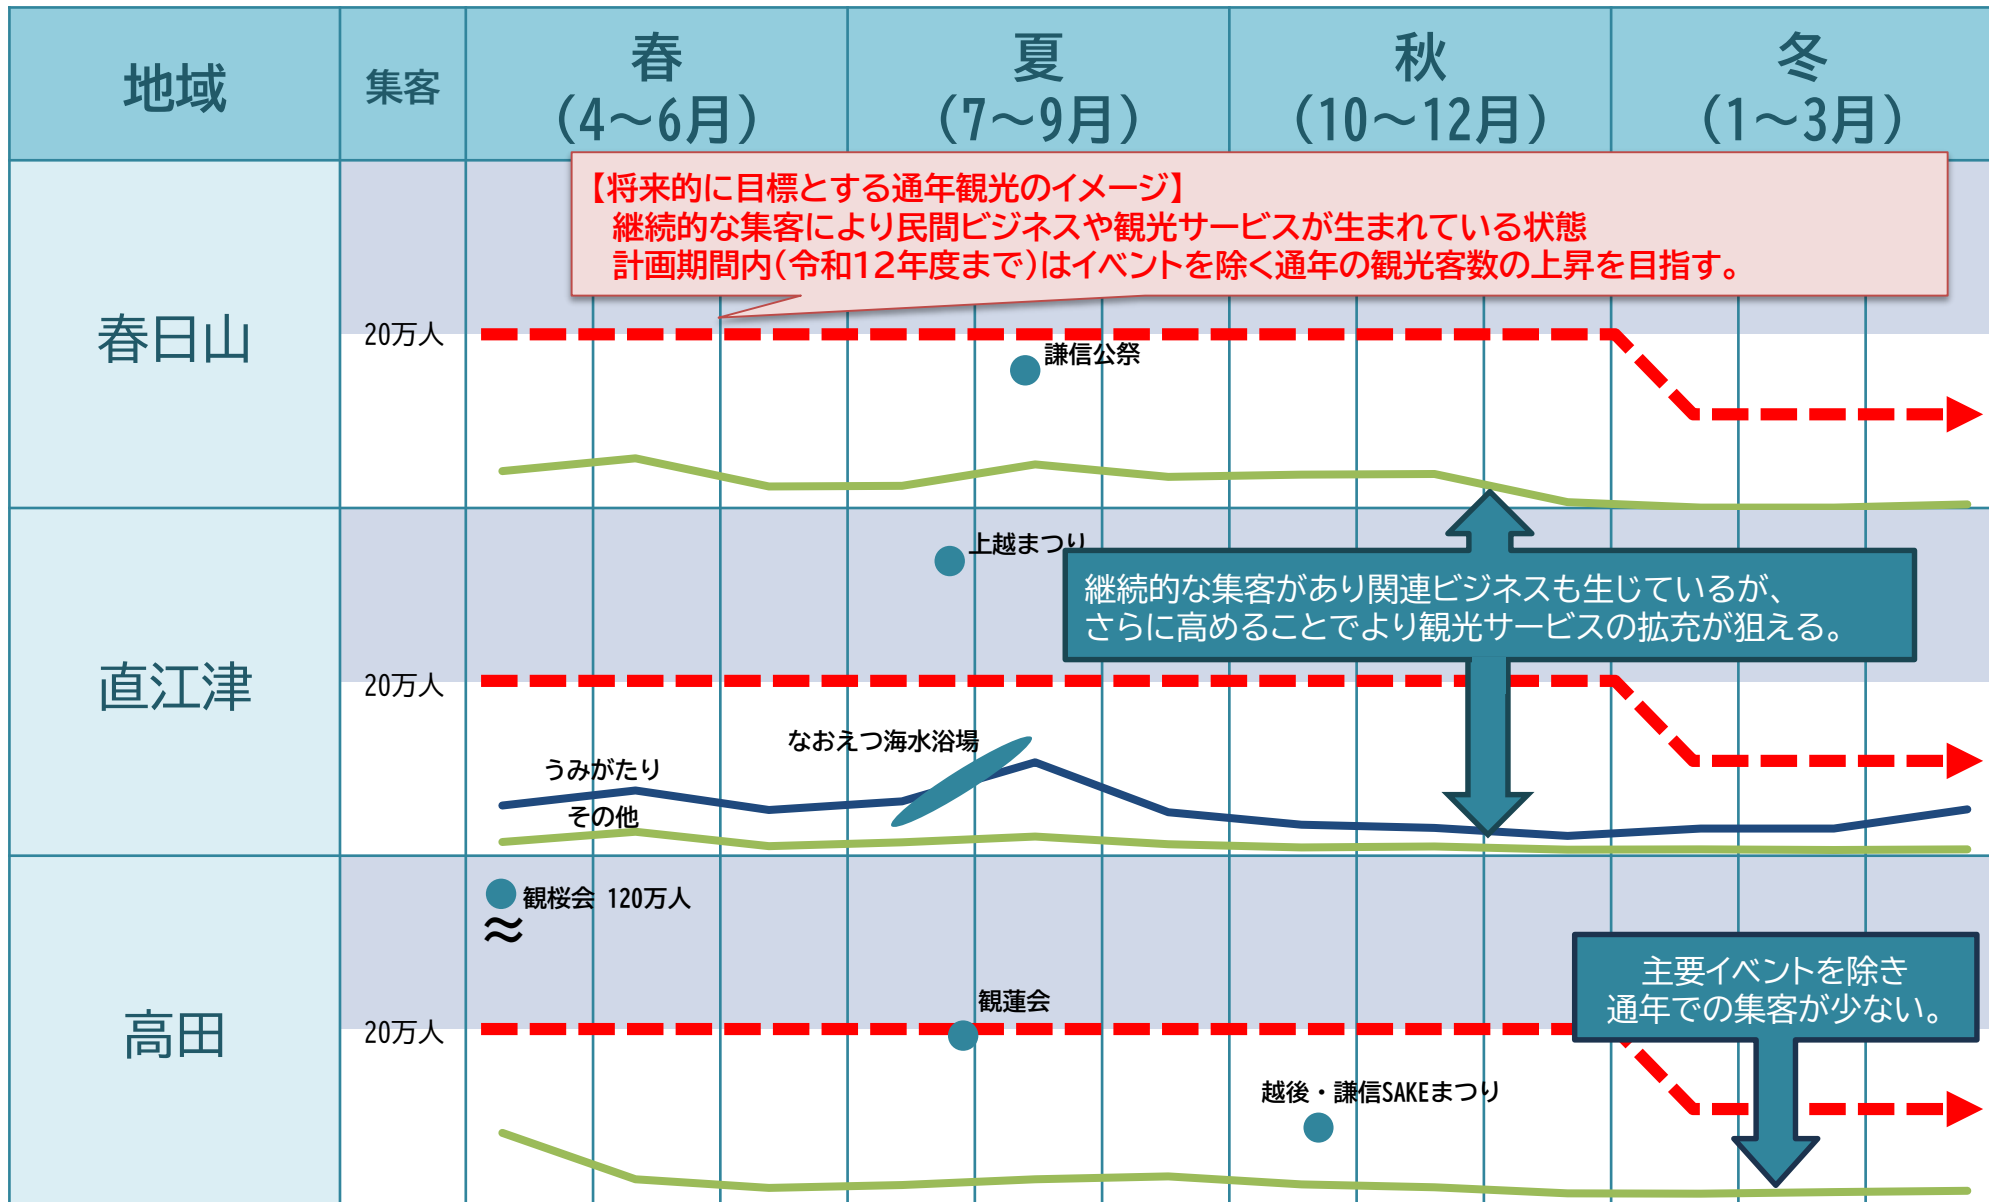 地域
集客
春
(4～6月)
夏
(7～9月)
秋
(10～12月)
冬
(1～3月)
【将来的に目標とする通年観光のイメージ】
継続的な集客により民間ビジネスや観光サービスが生まれている状態
計画期間内(令和12年度まで)はイベントを除く通年の観光客数の上昇を目指す。
春日山
20万人
謙信公祭
上越まつり
継続的な集客があり関連ビジネスも生じているが、
さらに高めることでより観光サービスの拡充が狙える。
直江津
20万人
なおえつ海水浴場
うみがたり
その他
観桜会 120万人
≈
主要イベントを除き
通年での集客が少ない。
観蓮会
高田
20万人
越後・謙信SAKEまつり